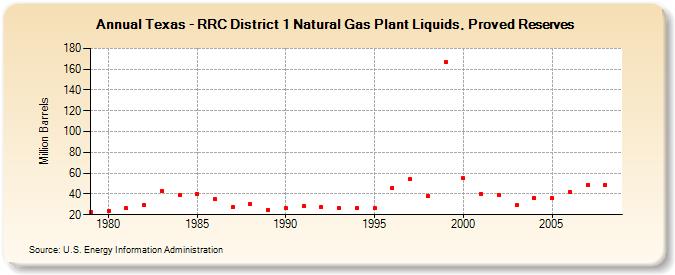 Annual Texas - RRC District 1 Natural Gas Plant Liquids, Proved Reserves
Million Barrels
180
160
140
120
100
80
60
40
20
1980 1985 1990 1995 2000 2005
Source: U.S. Energy Information Administration